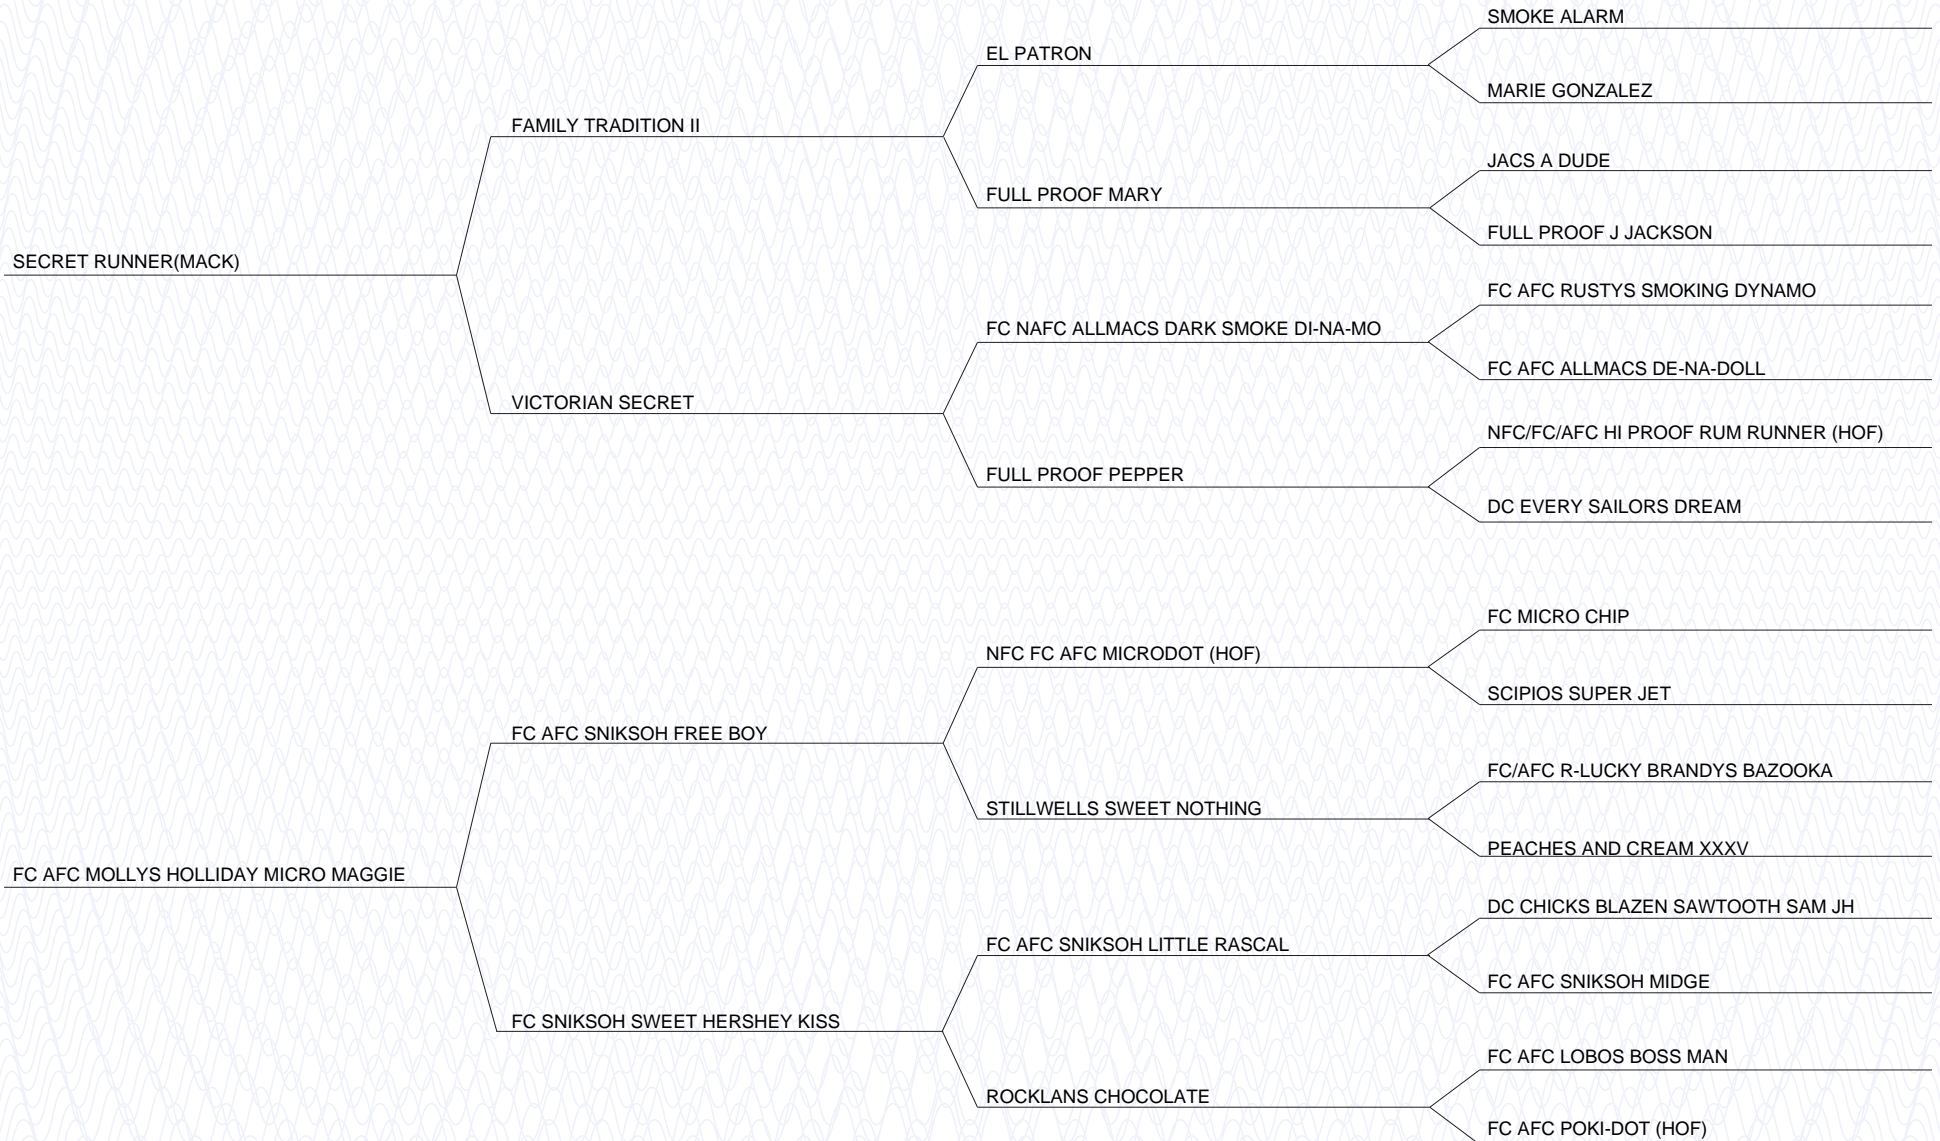 SMOKE ALARM
EL PATRON
MARIE GONZALEZ
FAMILY TRADITION II
JACS A DUDE
FULL PROOF MARY
FULL PROOF J JACKSON
SECRET RUNNER(MACK)
FC AFC RUSTYS SMOKING DYNAMO
FC NAFC ALLMACS DARK SMOKE DI-NA-MO
FC AFC ALLMACS DE-NA-DOLL
VICTORIAN SECRET
NFC/FC/AFC HI PROOF RUM RUNNER (HOF)
FULL PROOF PEPPER
DC EVERY SAILORS DREAM
FC MICRO CHIP
NFC FC AFC MICRODOT (HOF)
SCIPIOS SUPER JET
FC AFC SNIKSOH FREE BOY
FC/AFC R-LUCKY BRANDYS BAZOOKA
STILLWELLS SWEET NOTHING
PEACHES AND CREAM XXXV
FC AFC MOLLYS HOLLIDAY MICRO MAGGIE
DC CHICKS BLAZEN SAWTOOTH SAM JH
FC AFC SNIKSOH LITTLE RASCAL
FC AFC SNIKSOH MIDGE
FC SNIKSOH SWEET HERSHEY KISS
FC AFC LOBOS BOSS MAN
ROCKLANS CHOCOLATE
FC AFC POKI-DOT (HOF)